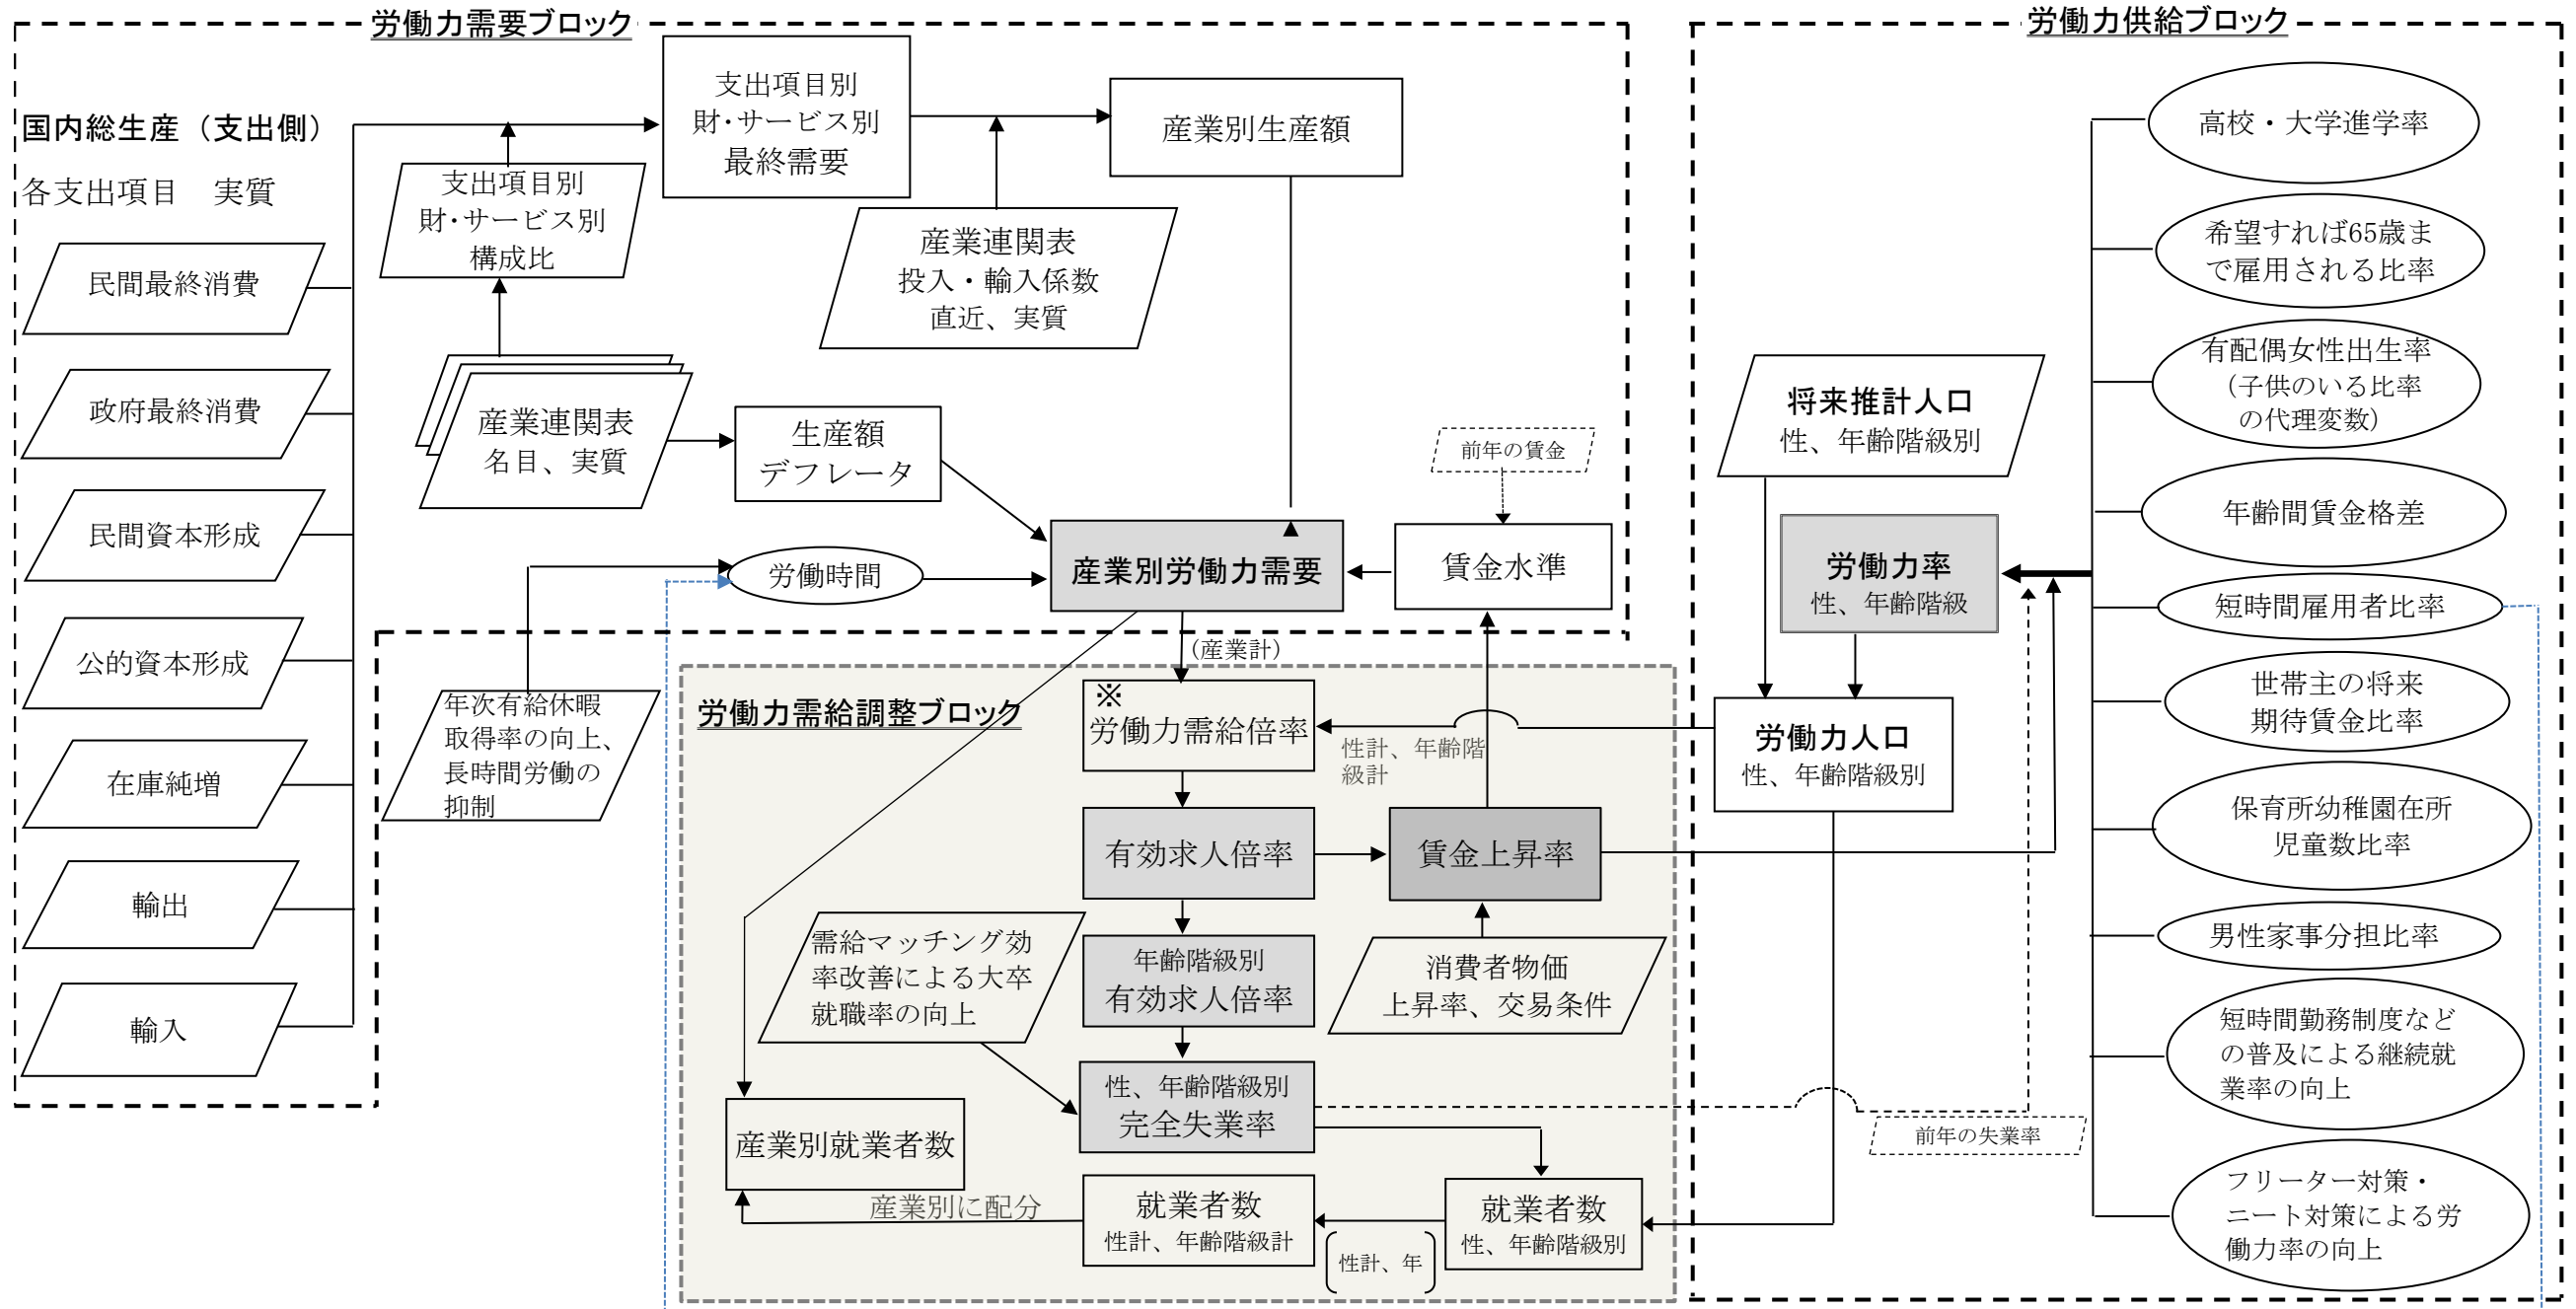 労働力需要ブロック
国内総生産（支出側）
各支出項目　実質
民間最終消費
政府最終消費
民間資本形成
公的資本形成
在庫純増
輸出
輸入
支出項目別
財・サービス別
構成比
支出項目別
財・サービス別
最終需要
産業別生産額
産業連関表
投入・輸入係数
直近、実質
産業連関表
名目、実質
生産額
デフレータ
労働時間
産業別労働力需要
前年の賃金
賃金水準
年次有給休暇
取得率の向上、
長時間労働の
抑制
（産業計）
労働力需給調整ブロック
※
労働力需給倍率
性計、年齢階
級計
有効求人倍率
賃金上昇率
需給マッチング効
率改善による大卒
就職率の向上
年齢階級別
有効求人倍率
消費者物価
上昇率、交易条件
性、年齢階級別
完全失業率
産業別就業者数
産業別に配分
就業者数
性計、年齢階級計
性計、年
就業者数
性、年齢階級別
労働力供給ブロック
将来推計人口
性、年齢階級別
労働力率
性、年齢階級
労働力人口
性、年齢階級別
前年の失業率
高校・大学進学率
希望すれば65歳ま
で雇用される比率
有配偶女性出生率
（子供のいる比率
の代理変数）
年齢間賃金格差
短時間雇用者比率
世帯主の将来
期待賃金比率
保育所幼稚園在所
児童数比率
男性家事分担比率
短時間勤務制度など
の普及による継続就
業率の向上
フリーター対策・
ニート対策による労
働力率の向上